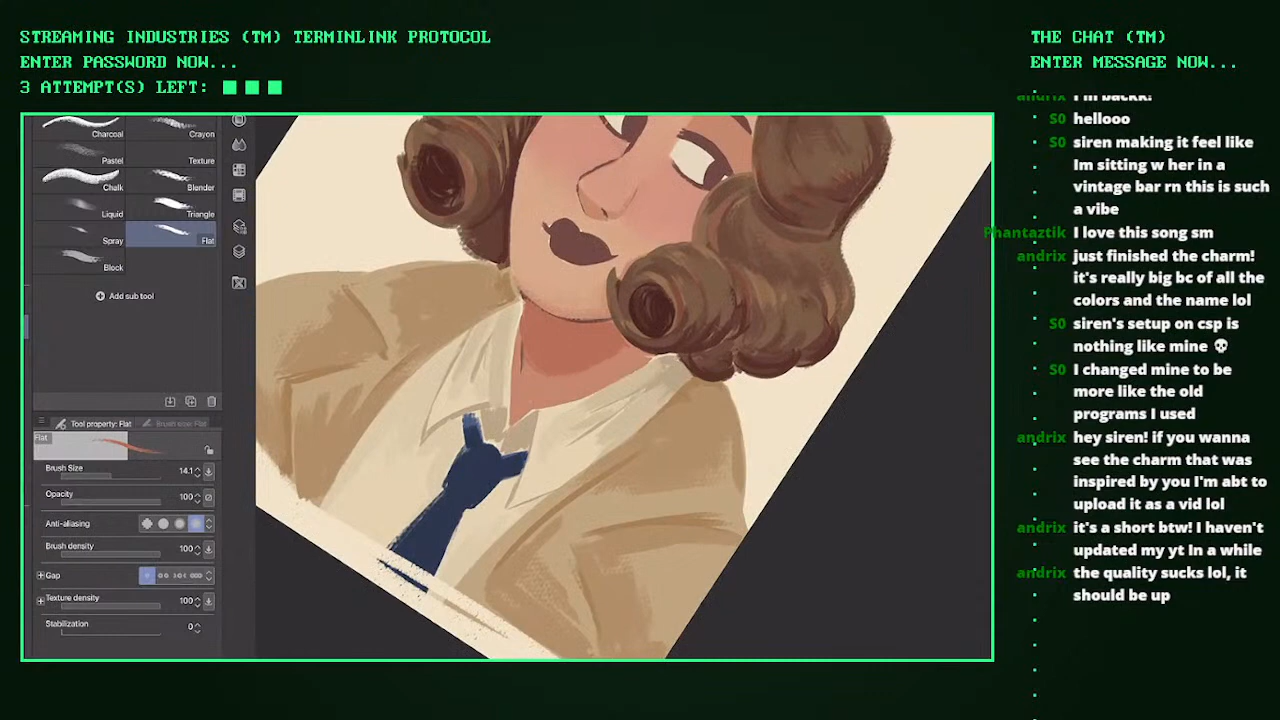 STREAMING INDUSTRIES (TM) TERMINLINK PROTOCOL
ENTER PASSWORD NOW...
3 ATTEMPT(S) LEFT:
Charcoal
Crayon
Pastel
Texture
Chalk
Blender
Liquid
Triangle
Spray
Flat
Block
Add sub tool
Tool property: Flat
Brush size: Flat
Flat
Brush Size 14.1
Opacity 100
Anti-aliasing
Brush density 100
Gap
Texture density 100
Stabilization 0
THE CHAT (TM)
ENTER MESSAGE NOW...
andrix I'm backk!
S0 hellooo
S0 siren making it feel like
Im sitting w her in a
vintage bar rn this is such
a vibe
Phantaztik I love this song sm
andrix just finished the charm!
it's really big bc of all the
colors and the name lol
S0 siren's setup on csp is
nothing like mine 💀
S0 I changed mine to be
more like the old
programs I used
andrix hey siren! if you wanna
see the charm that was
inspired by you I'm abt to
upload it as a vid lol
andrix it's a short btw! I haven't
updated my yt In a while
andrix the quality sucks lol, it
should be up